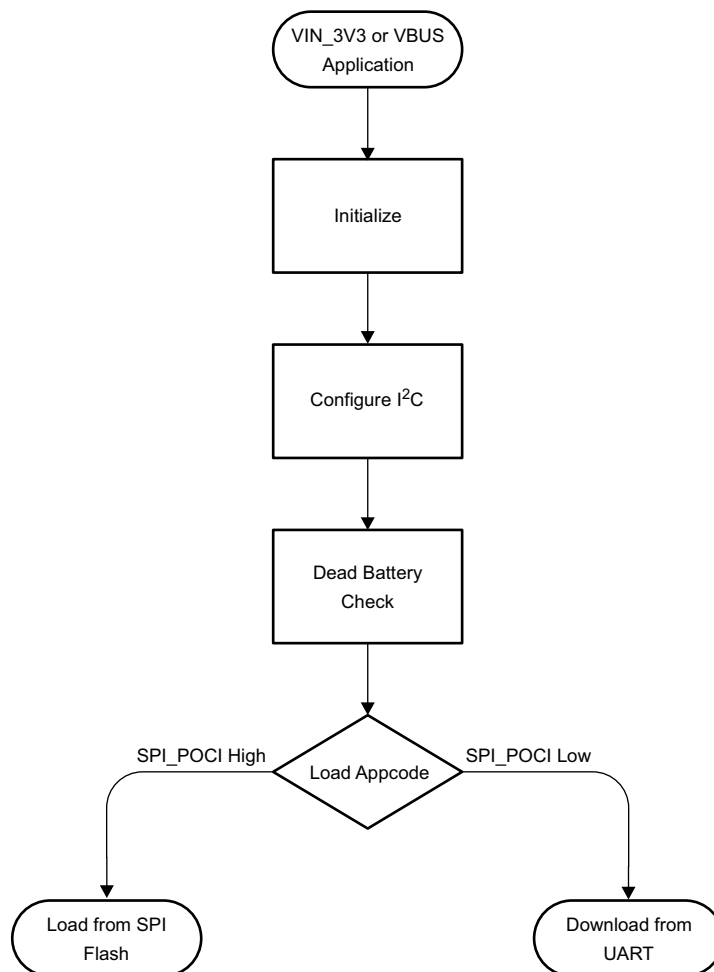 VIN_3V3 or VBUS
Application
Initialize
Configure I²C
Dead Battery
Check
SPI_POCI High
SPI_POCI Low
Load Appcode
Load from SPI
Flash
Download from
UART